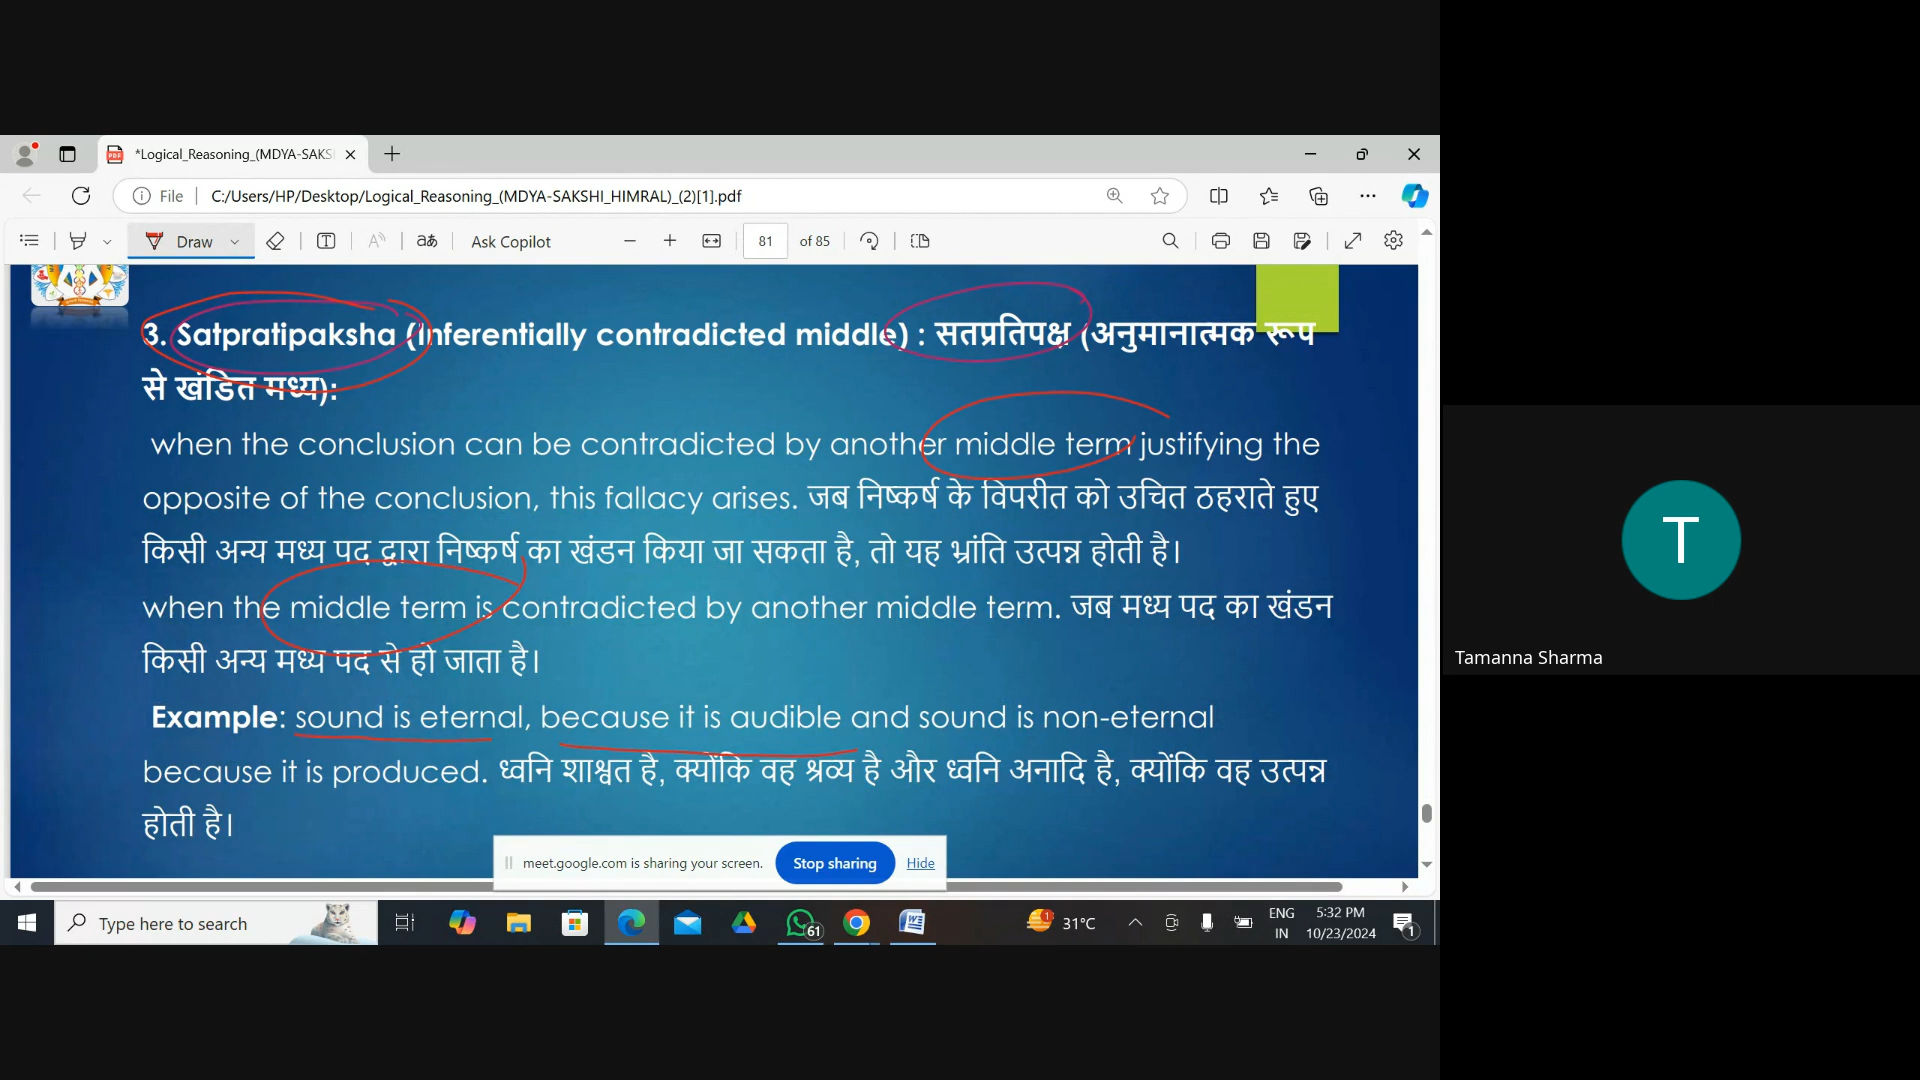 *Logical_Reasoning_(MDYA-SAKS
File
C:/Users/HP/Desktop/Logical_Reasoning_(MDYA-SAKSHI_HIMRAL)_(2)[1].pdf
Draw
aあ
Ask Copilot
81 of 85
3. Satpratipaksha (Inferentially contradicted middle) : सतप्रतिपक्ष (अनुमानात्मक रूप
से खंडित मध्य):
when the conclusion can be contradicted by another middle term justifying the
opposite of the conclusion, this fallacy arises. जब निष्कर्ष के विपरीत को उचित ठहराते हुए
किसी अन्य मध्य पद द्वारा निष्कर्ष का खंडन किया जा सकता है, तो यह भ्रांति उत्पन्न होती है।
when the middle term is contradicted by another middle term. जब मध्य पद का खंडन
किसी अन्य मध्य पद से हो जाता है।
Example: sound is eternal, because it is audible and sound is non-eternal
because it is produced. ध्वनि शाश्वत है, क्योंकि वह श्रव्य है और ध्वनि अनादि है, क्योंकि वह उत्पन्न
होती है।
meet.google.com is sharing your screen. Stop sharing Hide
Type here to search
61
1
31°C
ENG
IN
5:32 PM
10/23/2024
1
T
Tamanna Sharma